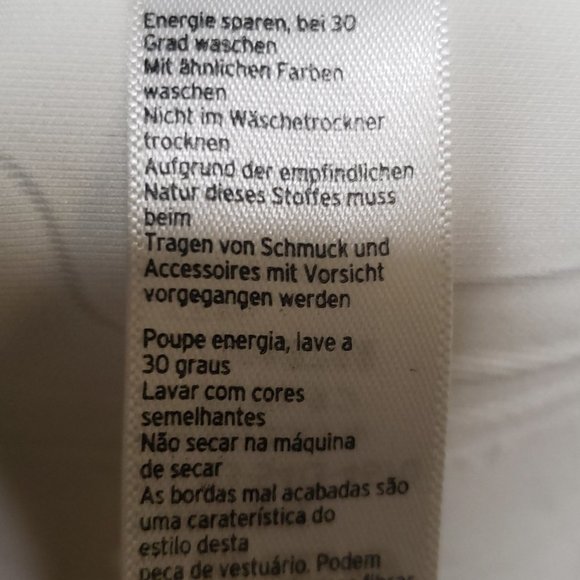 Energie sparen, bei 30
Grad waschen
Mit ähnlichen Farben
waschen
Nicht im Wäschetrockner
trocknen
Aufgrund der empfindlichen
Natur dieses Stoffes muss
beim
Tragen von Schmuck und
Accessoires mit Vorsicht
vorgegangen werden
Poupe energia, lave a
30 graus
Lavar com cores
semelhantes
Não secar na máquina
de secar
As bordas mal acabadas são
uma caraterística do
estilo desta
peça de vestuário. Podem